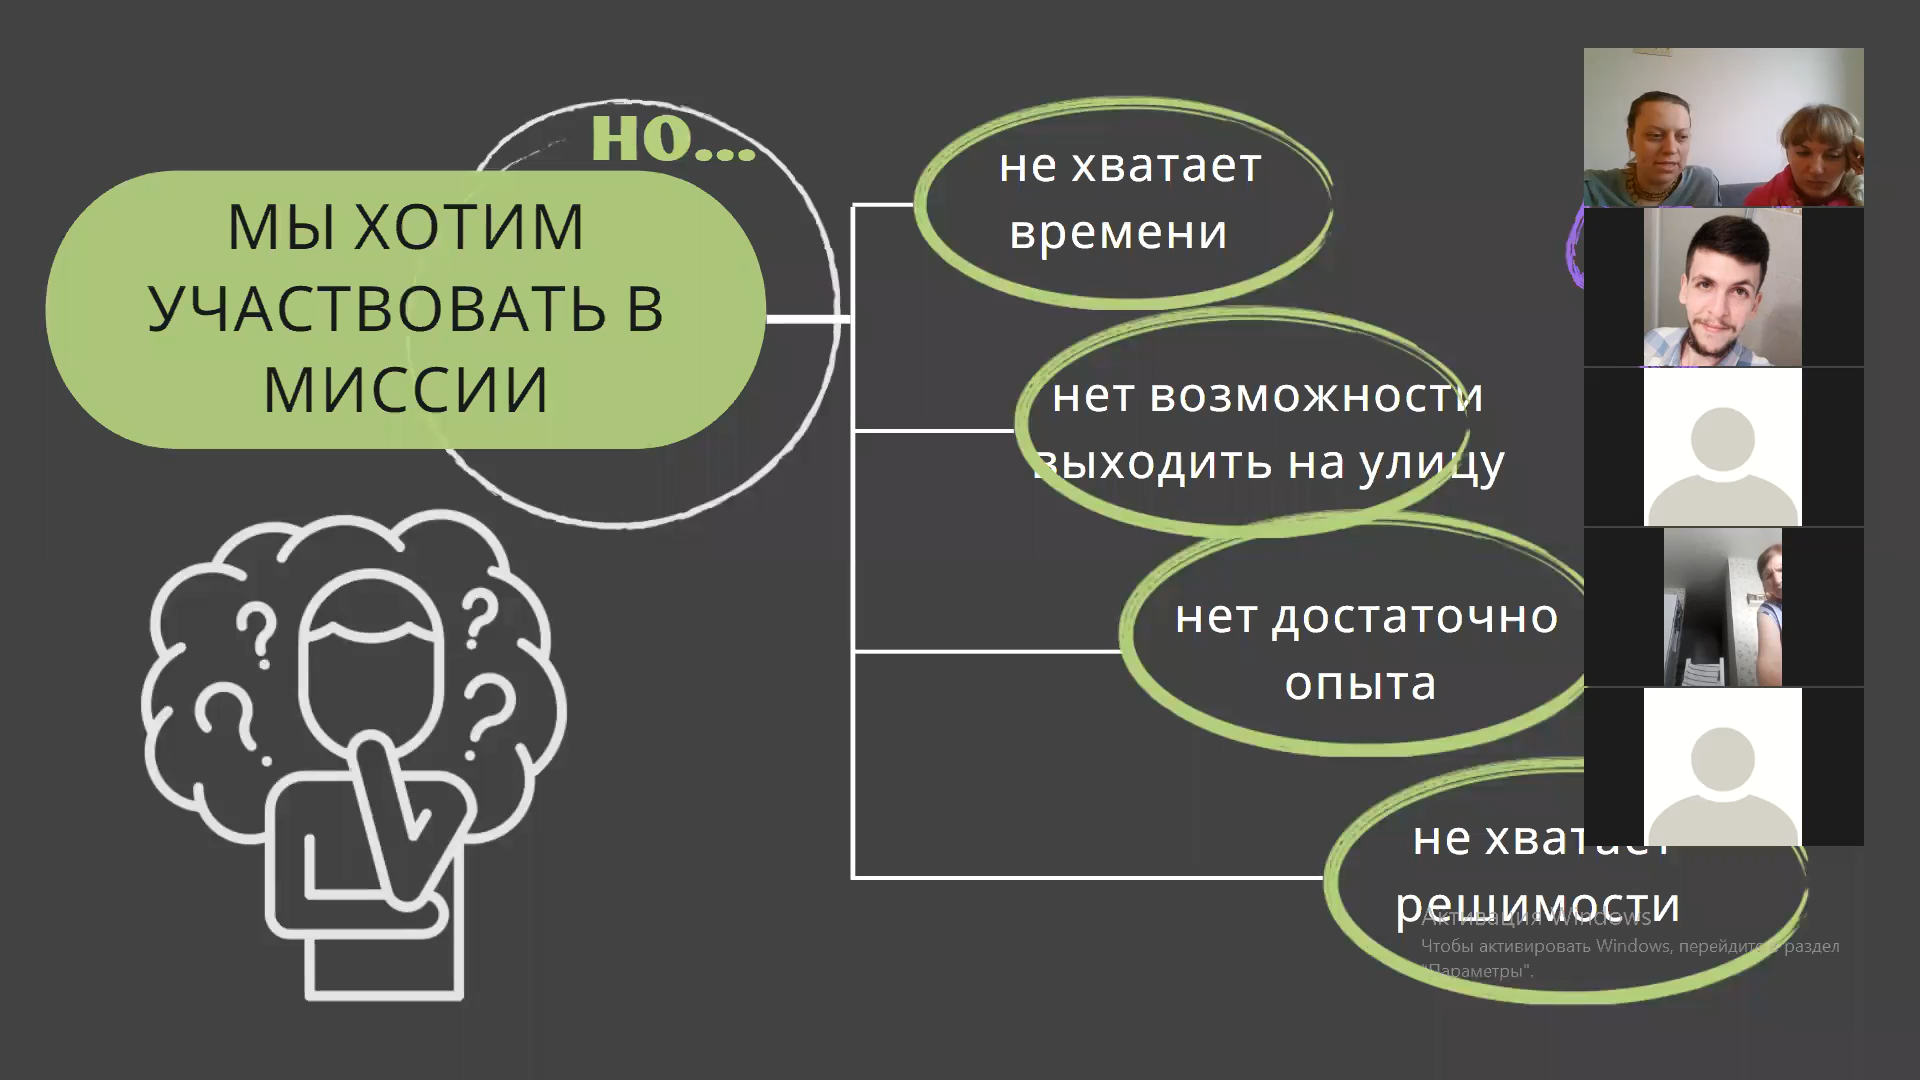 НО...
МЫ ХОТИМ
УЧАСТВОВАТЬ В
МИССИИ
не хватает
времени
нет возможности
выходить на улицу
нет достаточно
опыта
не хватает
решимости
Активация Windows
Чтобы активировать Windows, перейдите в раздел
"Параметры".